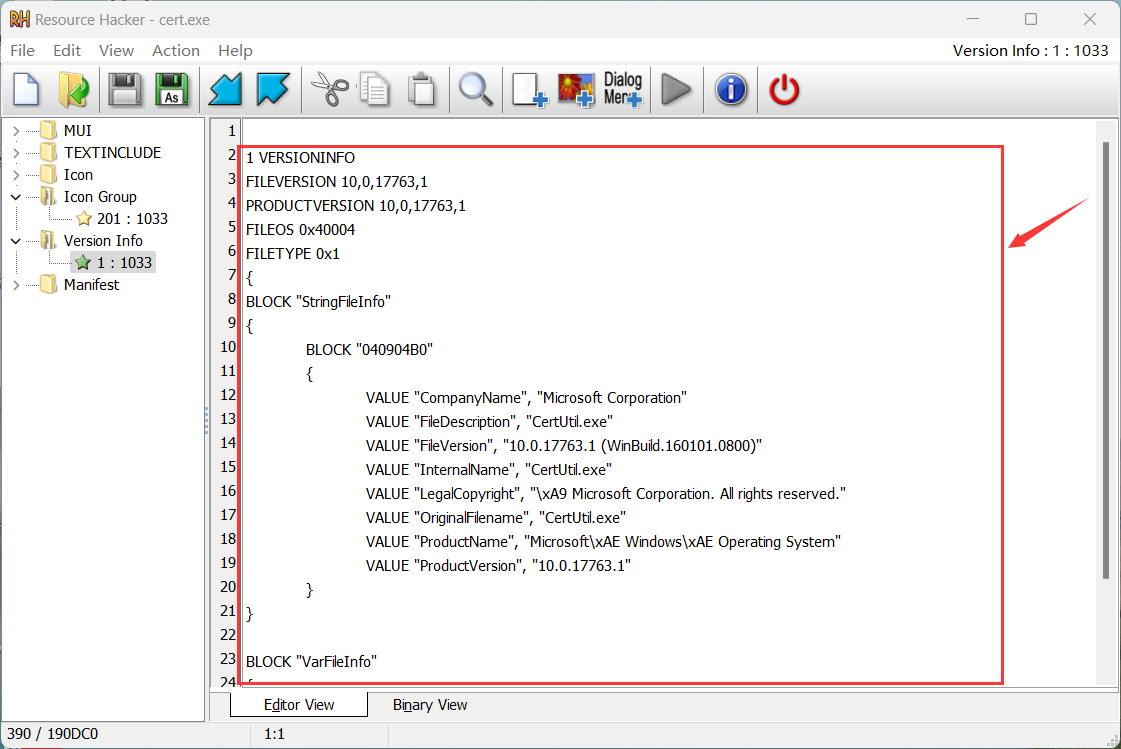 Resource Hacker - cert.exe
File Edit View Action Help
Version Info : 1 : 1033
As
Dialog
Mer
MUI
TEXTINCLUDE
Icon
Icon Group
201 : 1033
Version Info
1 : 1033
Manifest
1
2 1 VERSIONINFO
3 FILEVERSION 10,0,17763,1
4 PRODUCTVERSION 10,0,17763,1
5 FILEOS 0x40004
6 FILETYPE 0x1
7 {
8 BLOCK "StringFileInfo"
9 {
10 BLOCK "040904B0"
11 {
12 VALUE "CompanyName", "Microsoft Corporation"
13 VALUE "FileDescription", "CertUtil.exe"
14 VALUE "FileVersion", "10.0.17763.1 (WinBuild.160101.0800)"
15 VALUE "InternalName", "CertUtil.exe"
16 VALUE "LegalCopyright", "\xA9 Microsoft Corporation. All rights reserved."
17 VALUE "OriginalFilename", "CertUtil.exe"
18 VALUE "ProductName", "Microsoft\xAE Windows\xAE Operating System"
19 VALUE "ProductVersion", "10.0.17763.1"
20 }
21 }
22
23 BLOCK "VarFileInfo"
24 {
Editor View
Binary View
390 / 190DC0
1:1